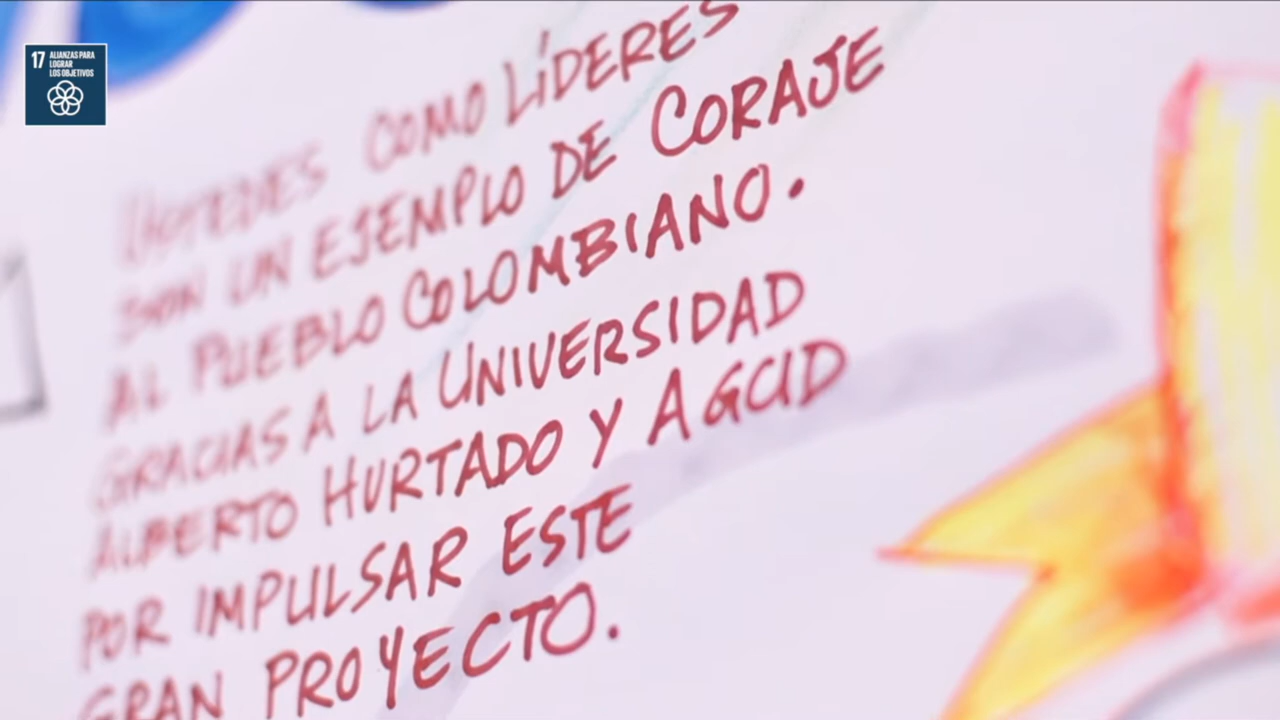 17 ALIANZAS PARA
LOGRAR
LOS OBJETIVOS
USTEDES COMO LÍDERES
SON UN EJEMPLO DE CORAJE
AL PUEBLO COLOMBIANO.
GRACIAS A LA UNIVERSIDAD
ALBERTO HURTADO Y AGCID
POR IMPULSAR ESTE
GRAN PROYECTO.